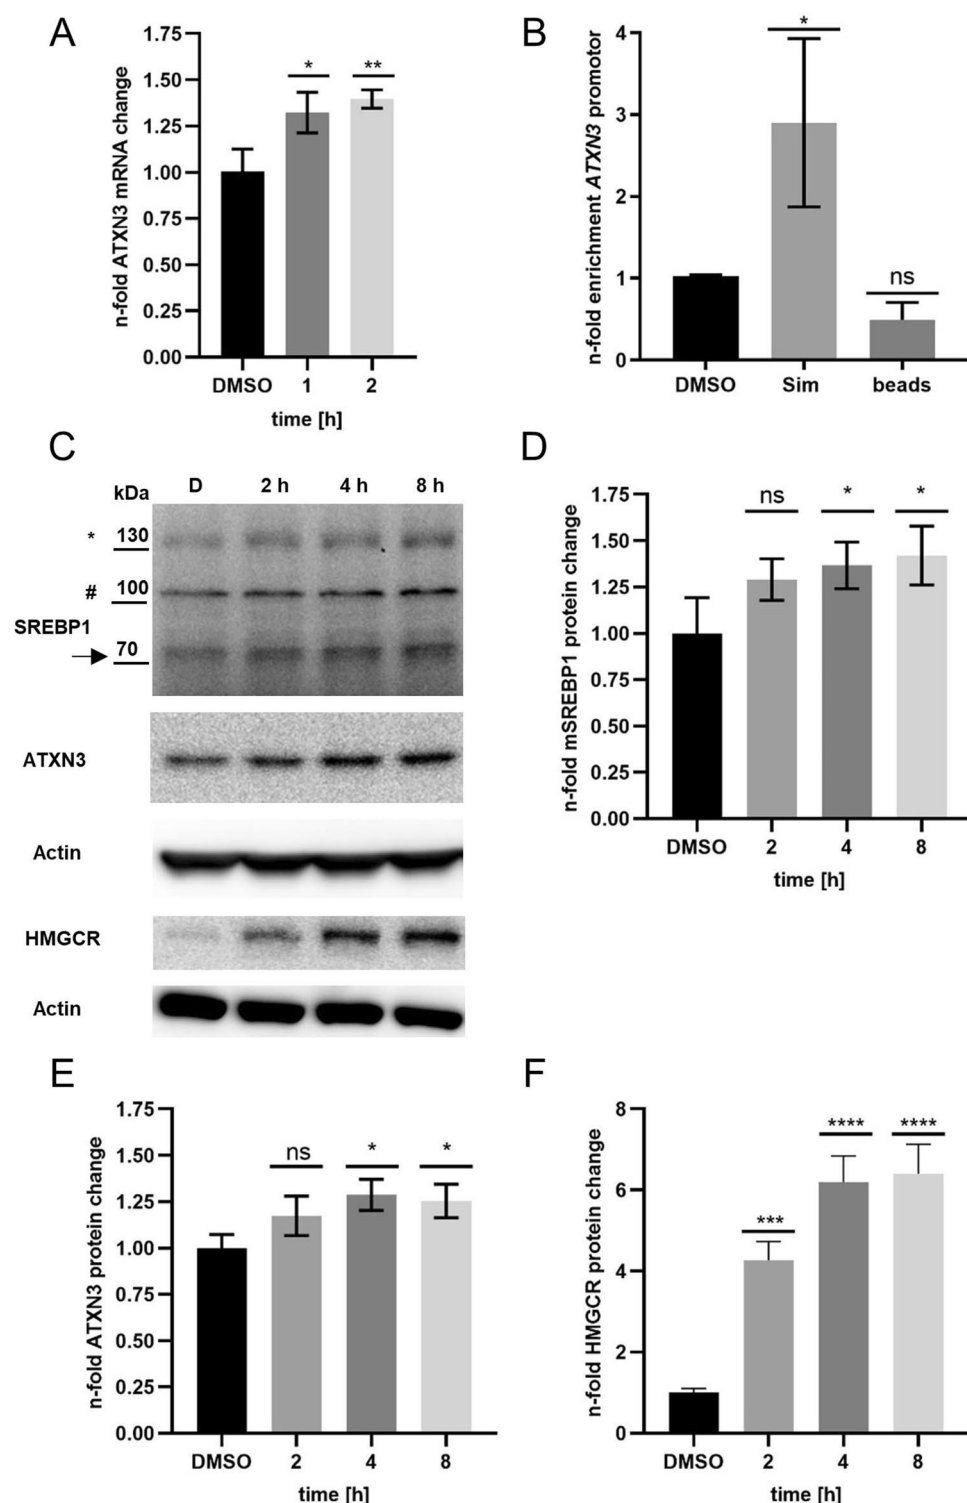 A
n-fold ATXN3 mRNA change
1.75
1.50
1.25
1.00
0.75
0.50
0.25
0.00
*
**
DMSO 1 2
time [h]
B
n-fold enrichment ATXN3 promotor
4
3
2
1
0
*
ns
DMSO Sim beads
C
kDa D 2 h 4 h 8 h
* 130
# 100
SREBP1
70
ATXN3
Actin
HMGCR
Actin
D
n-fold mSREBP1 protein change
1.75
1.50
1.25
1.00
0.75
0.50
0.25
0.00
ns * *
DMSO 2 4 8
time [h]
E
n-fold ATXN3 protein change
1.75
1.50
1.25
1.00
0.75
0.50
0.25
0.00
ns * *
DMSO 2 4 8
time [h]
F
n-fold HMGCR protein change
8
6
4
2
0
***
**** ****
DMSO 2 4 8
time [h]